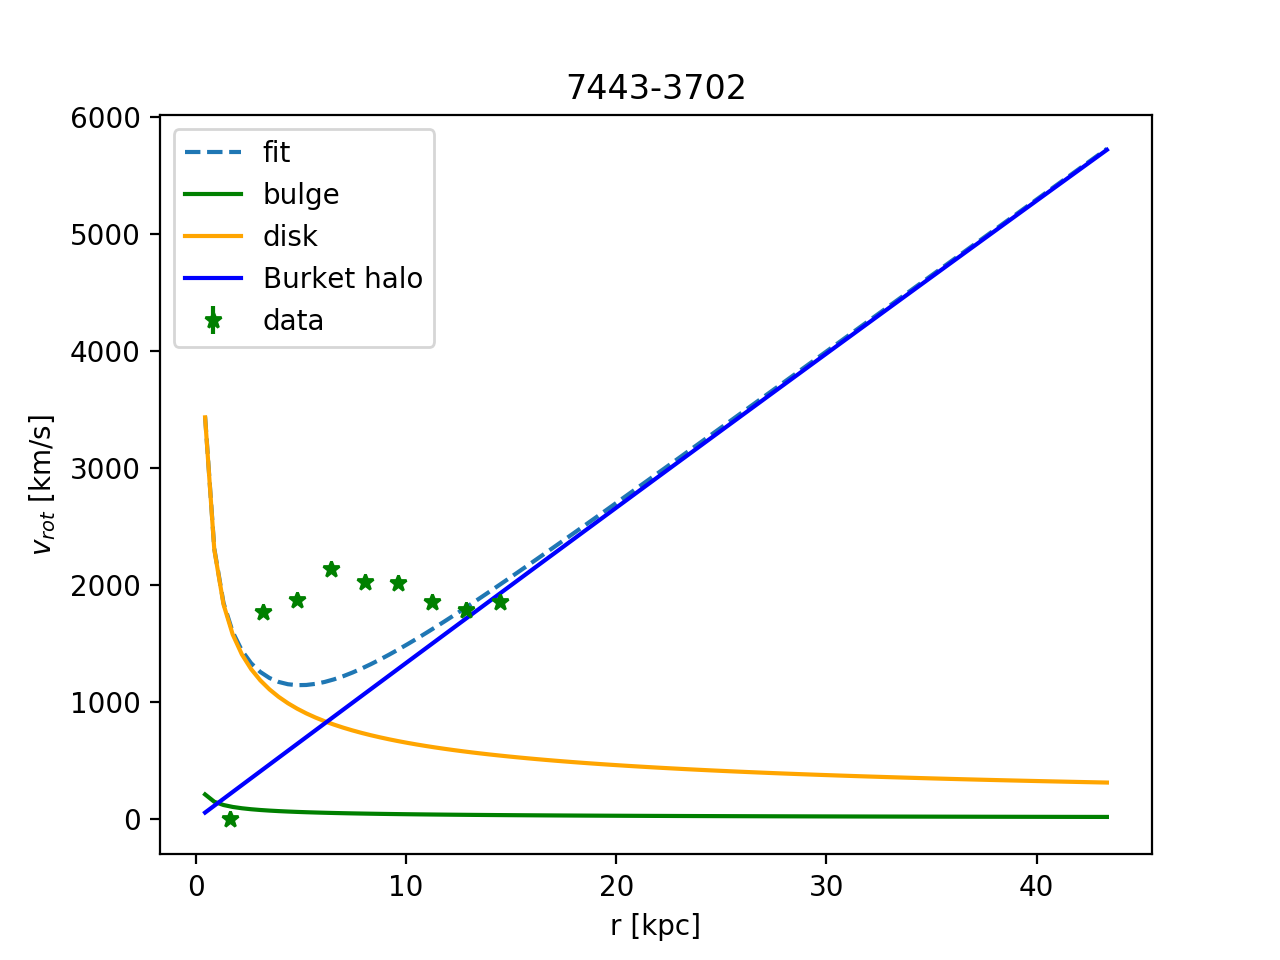 7443-3702
6000
5000
4000
3000
2000
1000
0
v_rot [km/s]
fit
bulge
disk
Burket halo
data
0 10 20 30 40
r [kpc]